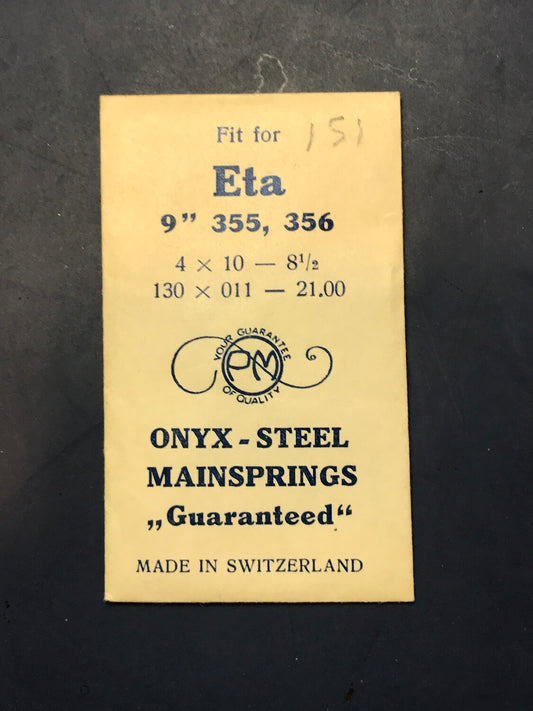 Fit for 151
Eta
9” 355, 356
4 × 10 — 8½
130 × 011 — 21.00
YOUR GUARANTEE
PM
OF QUALITY
ONYX - STEEL
MAINSPRINGS
„Guaranteed“
MADE IN SWITZERLAND